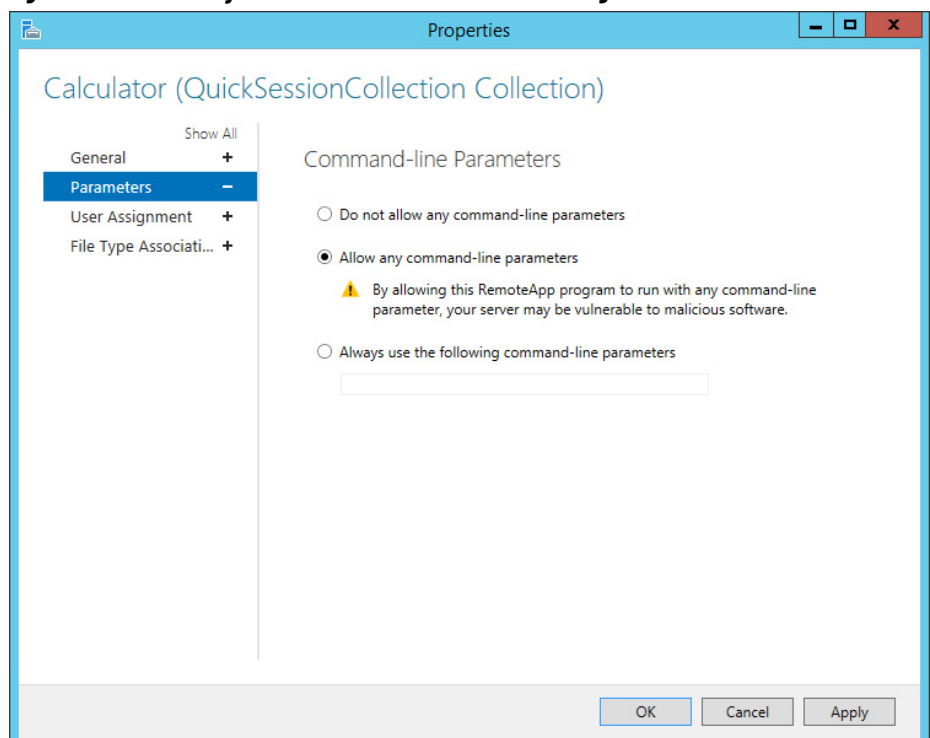 Properties
Calculator (QuickSessionCollection Collection)
Show All
General +
Parameters −
User Assignment +
File Type Associati... +
Command-line Parameters
Do not allow any command-line parameters
Allow any command-line parameters
By allowing this RemoteApp program to run with any command-line
parameter, your server may be vulnerable to malicious software.
Always use the following command-line parameters
OK Cancel Apply